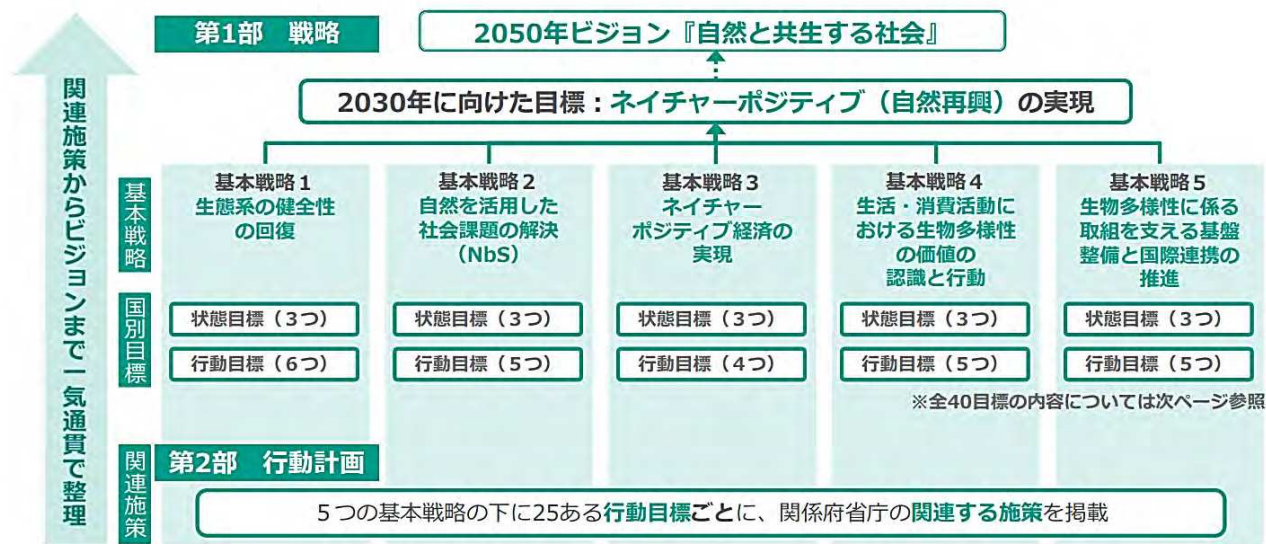 第1部 戦略
2050年ビジョン『自然と共生する社会』
2030年に向けた目標：ネイチャーポジティブ（自然再興）の実現
関連施策からビジョンまで一気通貫で整理
基本戦略
基本戦略1
生態系の健全性
の回復
基本戦略2
自然を活用した
社会課題の解決
（NbS）
基本戦略3
ネイチャー
ポジティブ経済の
実現
基本戦略4
生活・消費活動に
おける生物多様性
の価値の
認識と行動
基本戦略5
生物多様性に係る
取組を支える基盤
整備と国際連携の
推進
国別目標
状態目標（3つ）
状態目標（3つ）
状態目標（3つ）
状態目標（3つ）
状態目標（3つ）
行動目標（6つ）
行動目標（5つ）
行動目標（4つ）
行動目標（5つ）
行動目標（5つ）
※全40目標の内容については次ページ参照
関連施策
第2部 行動計画
5つの基本戦略の下に25ある行動目標ごとに、関係府省庁の関連する施策を掲載